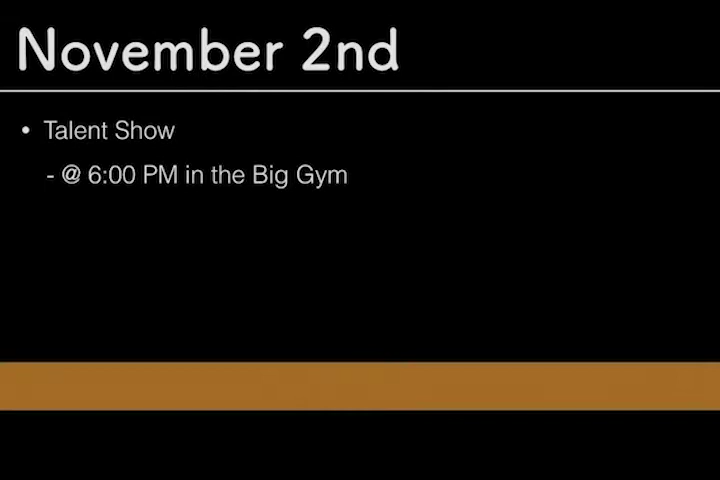 November 2nd
• Talent Show
- @ 6:00 PM in the Big Gym